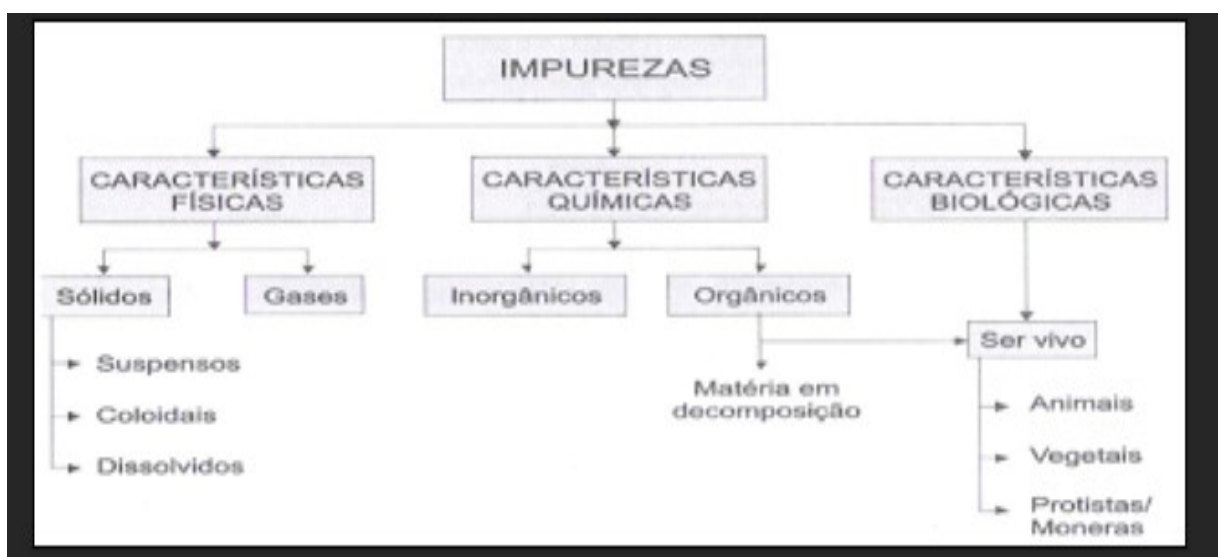 IMPUREZAS
CARACTERÍSTICAS
FÍSICAS
CARACTERÍSTICAS
QUÍMICAS
CARACTERÍSTICAS
BIOLÓGICAS
Sólidos
Gases
Inorgânicos
Orgânicos
Ser vivo
Suspensos
Coloidais
Dissolvidos
Matéria em
decomposição
Animais
Vegetais
Protistas/
Moneras